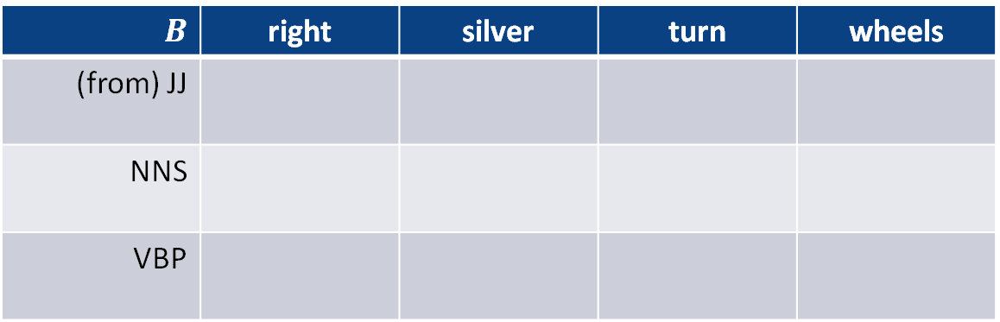 B right silver turn wheels
(from) JJ
NNS
VBP